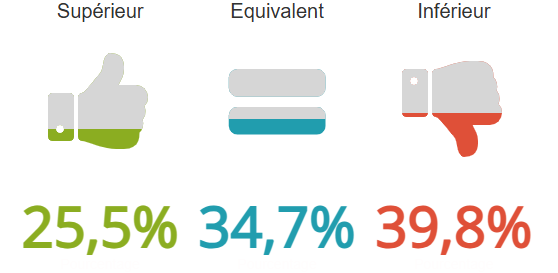 Supérieur Equivalent Inférieur
25,5% 34,7% 39,8%